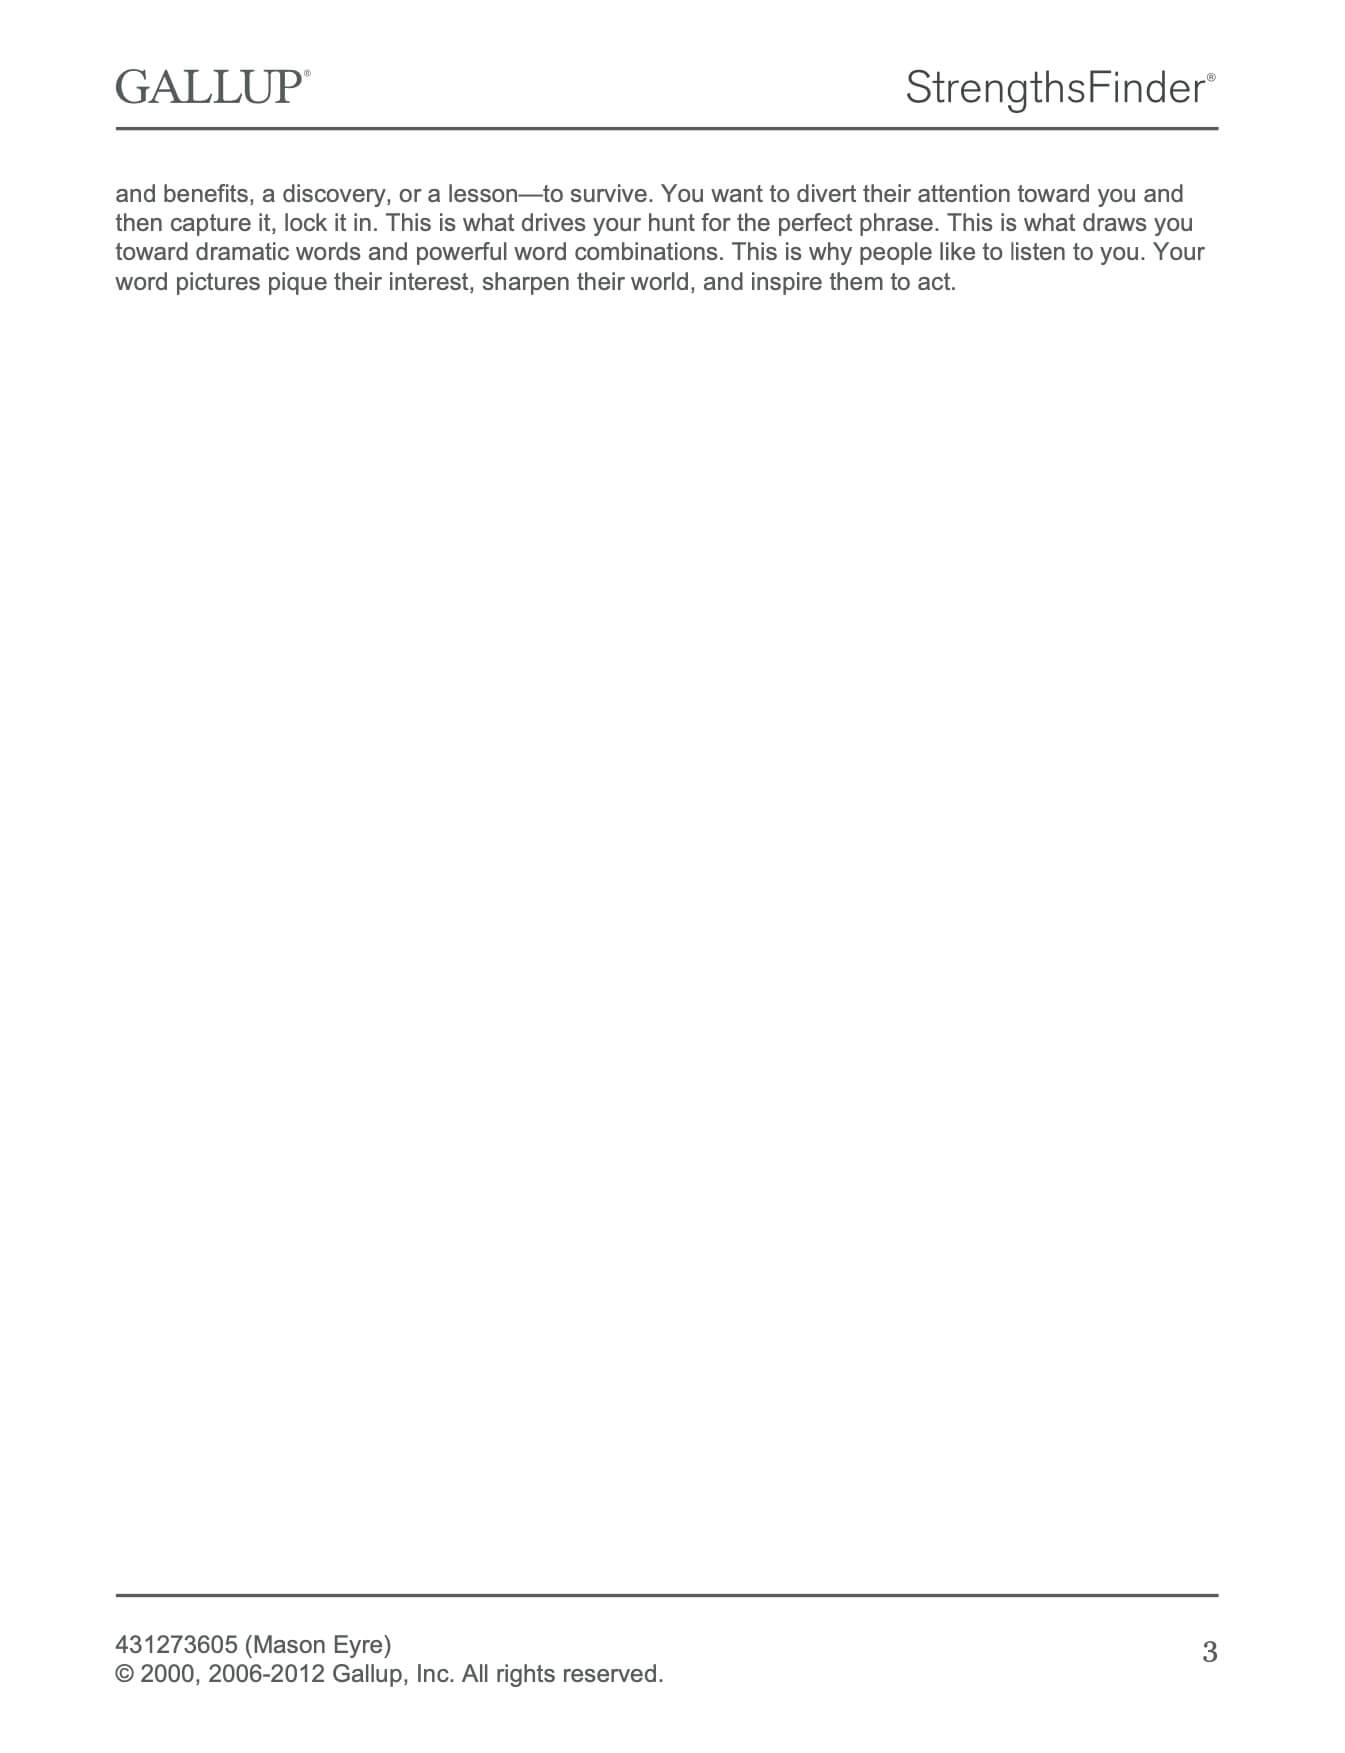 GALLUP®
StrengthsFinder®
and benefits, a discovery, or a lesson—to survive. You want to divert their attention toward you and
then capture it, lock it in. This is what drives your hunt for the perfect phrase. This is what draws you
toward dramatic words and powerful word combinations. This is why people like to listen to you. Your
word pictures pique their interest, sharpen their world, and inspire them to act.
431273605 (Mason Eyre)
© 2000, 2006-2012 Gallup, Inc. All rights reserved.
3